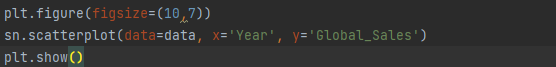 plt.figure(figsize=(10,7))
sn.scatterplot(data=data, x='Year', y='Global_Sales')
plt.show()